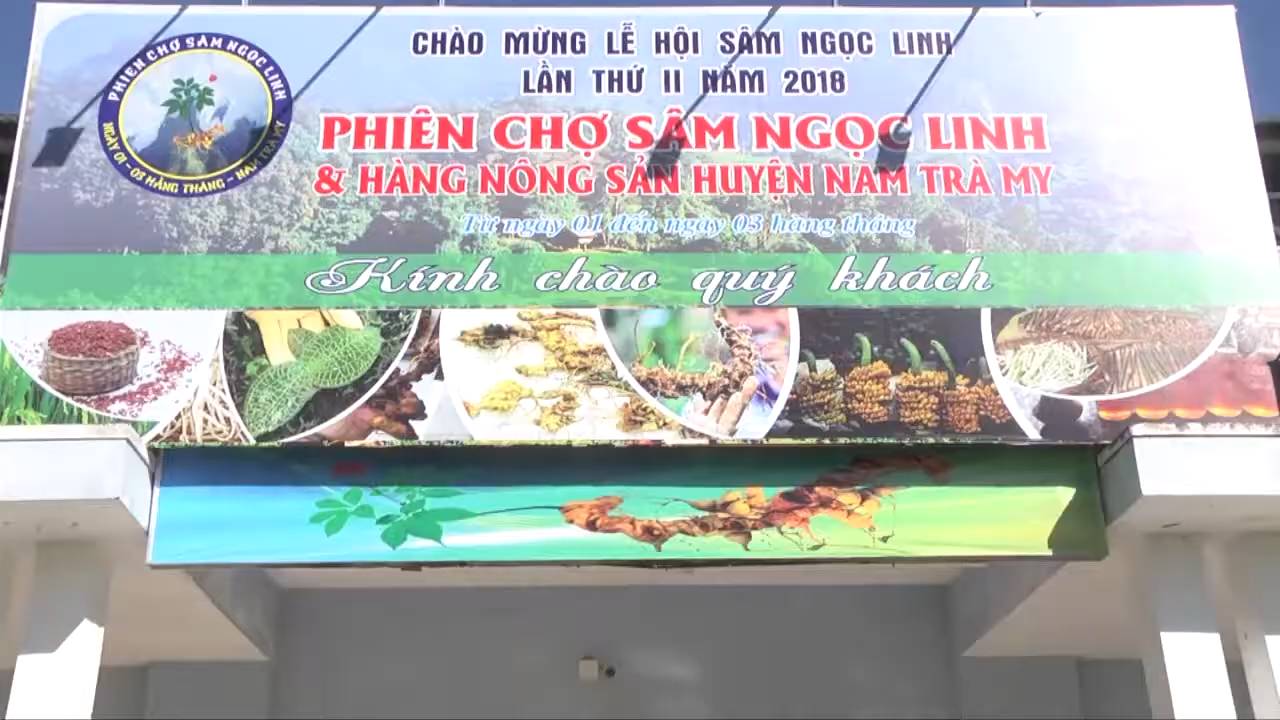 PHIÊN CHỢ SÂM NGỌC LINH
NGÀY 01 - 03 HẰNG THÁNG - NAM TRÀ MY
CHÀO MỪNG LỄ HỘI SÂM NGỌC LINH
LẦN THỨ II NĂM 2018
PHIÊN CHỢ SÂM NGỌC LINH
& HÀNG NÔNG SẢN HUYỆN NAM TRÀ MY
Từ ngày 01 đến ngày 03 hàng tháng
Kính chào quý khách